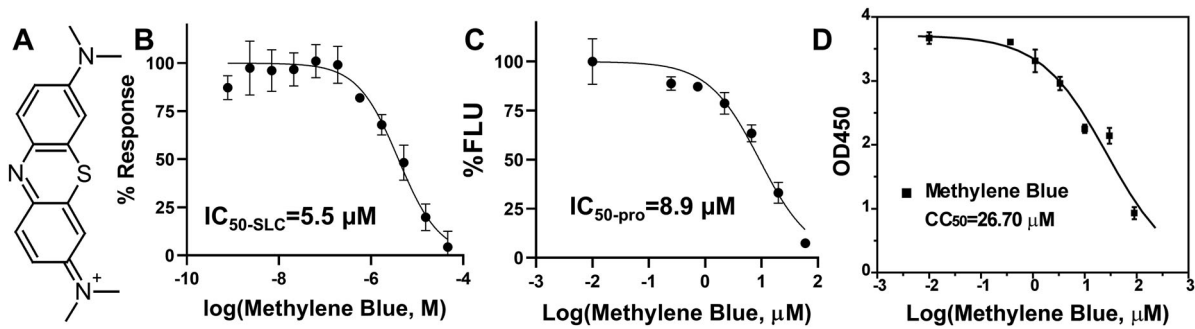 A
N
N
S
N
+
B
% Response
100
75
50
25
0
-10
-8
-6
-4
IC50-SLC=5.5 μM
log(Methylene Blue, M)
C
%FLU
100
75
50
25
0
-3
-2
-1
0
1
2
IC50-pro=8.9 μM
Log(Methylene Blue, μM)
D
OD450
4
3
2
1
0
-3
-2
-1
0
1
2
3
Methylene Blue
CC50=26.70 μM
Log(Methylene Blue, μM)